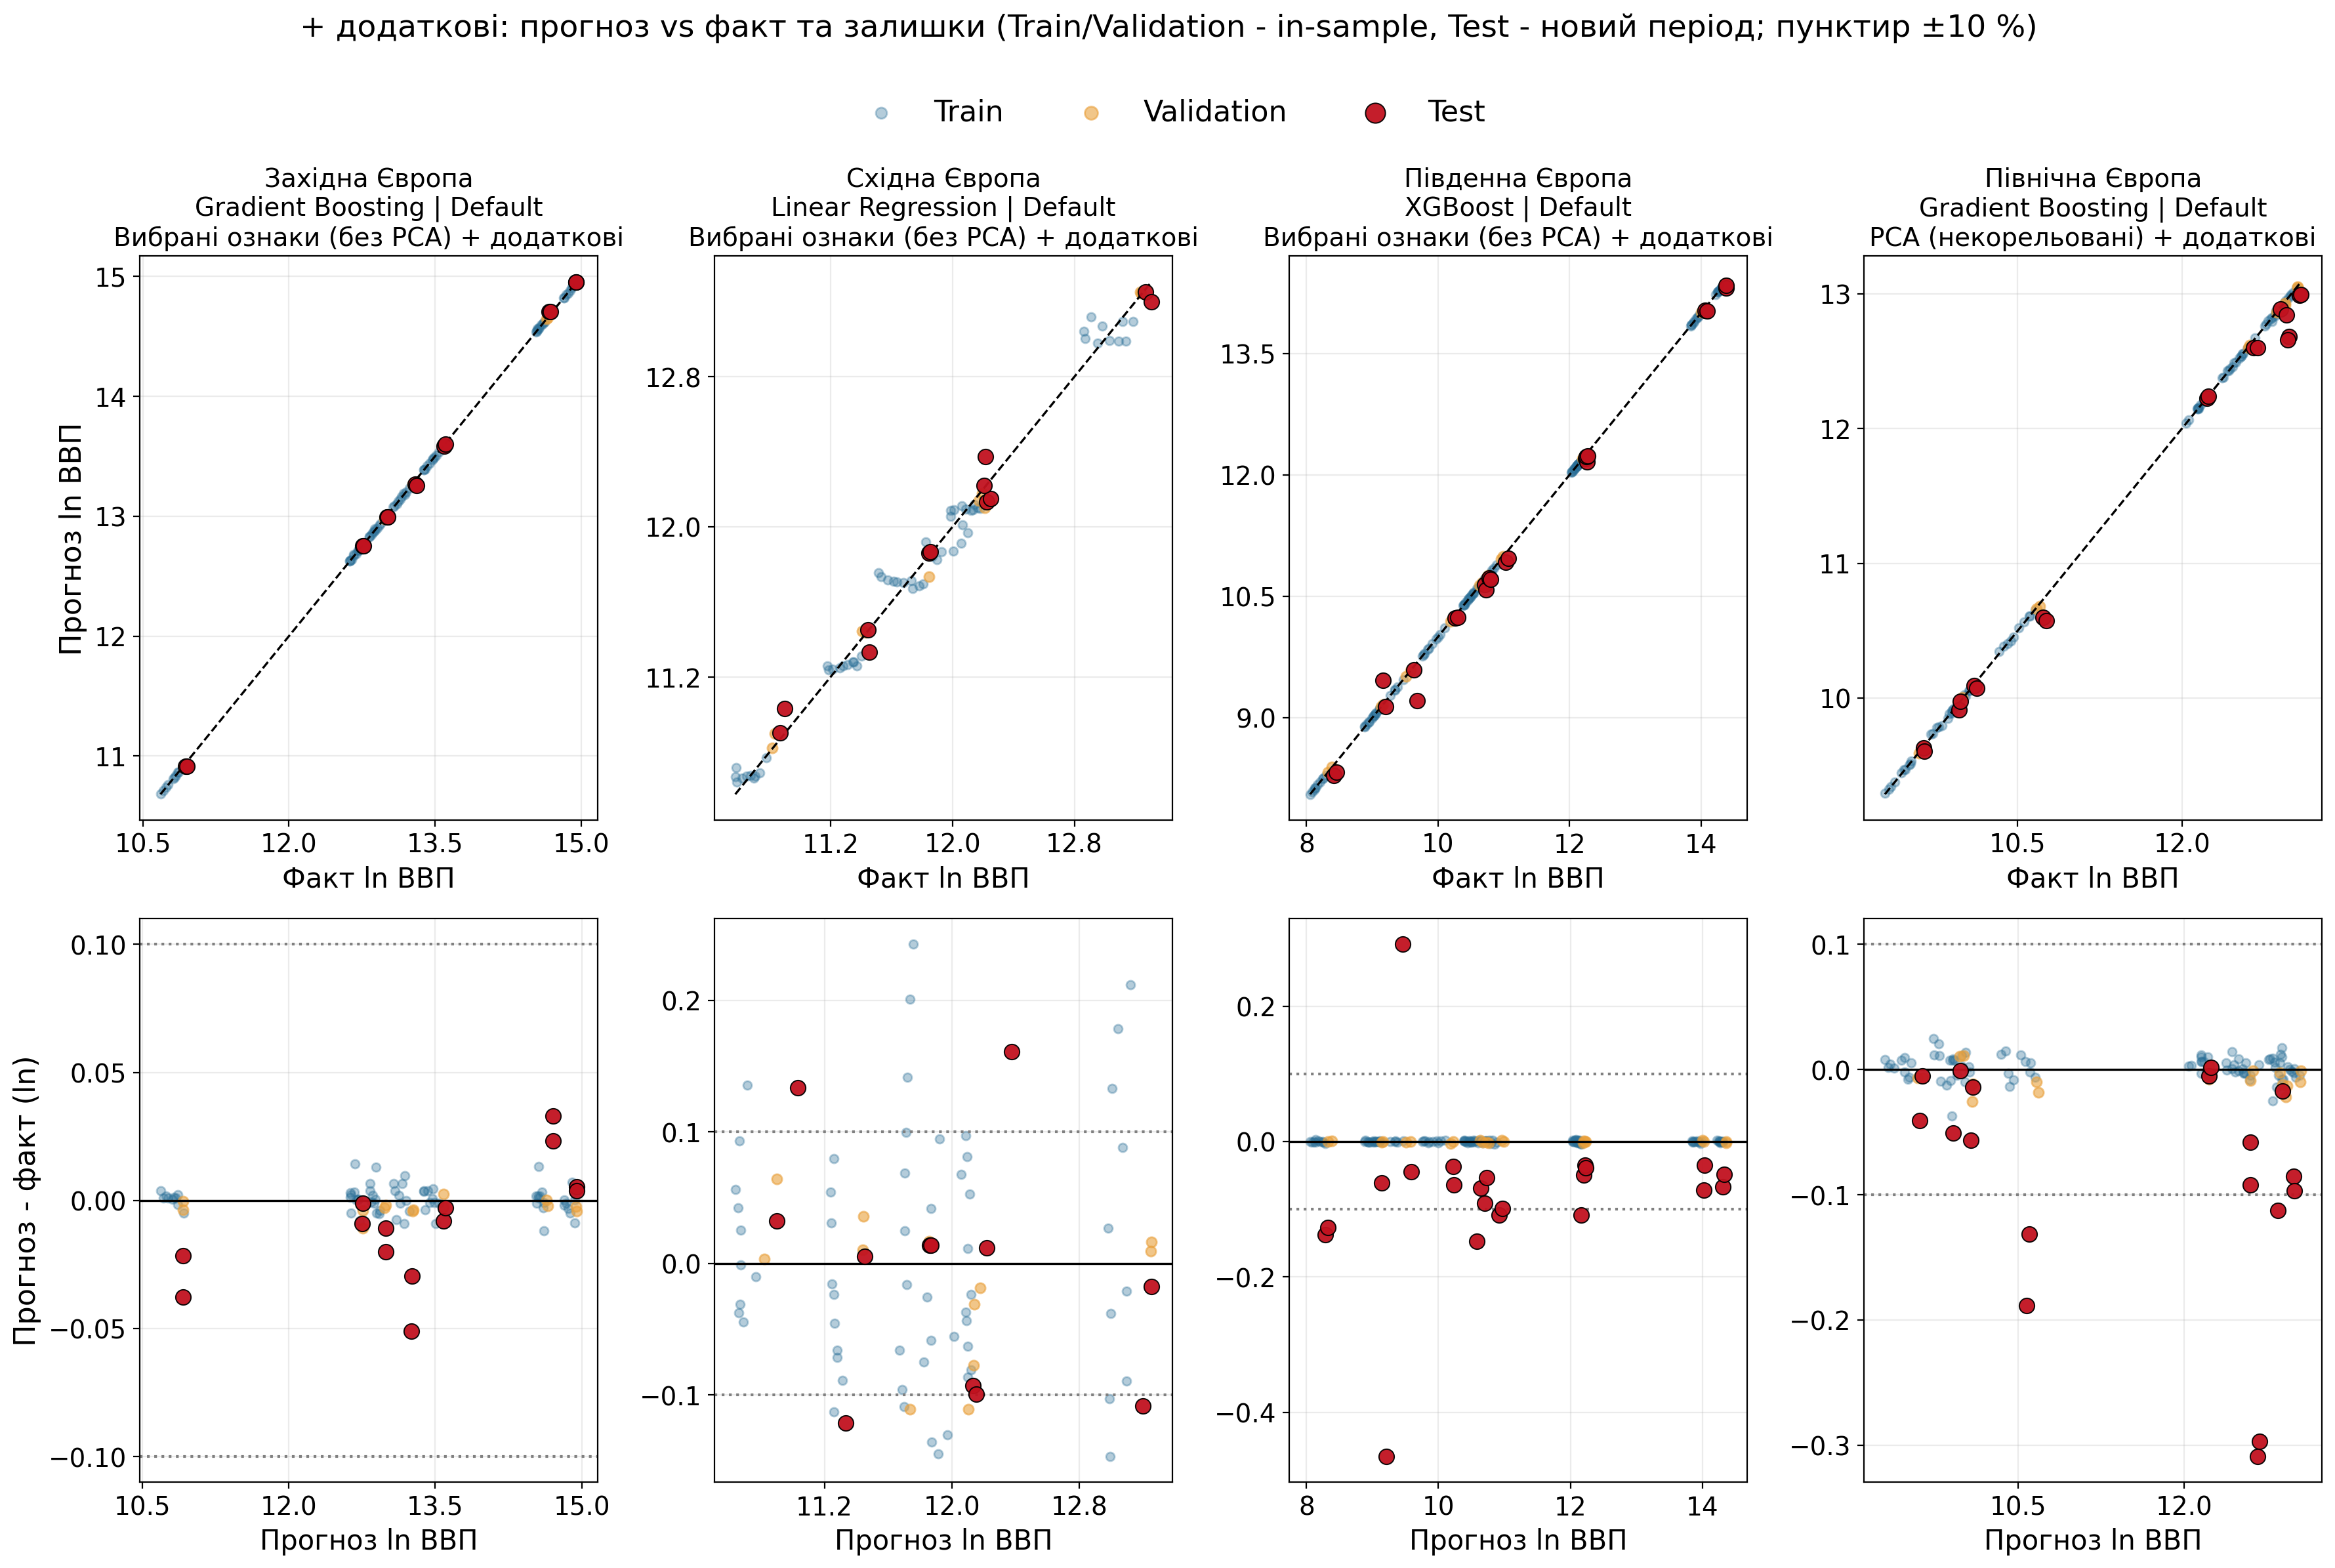 + додаткові: прогноз vs факт та залишки (Train/Validation - in-sample, Test - новий період; пунктир ±10 %)
Train
Validation
Test
Західна Європа
Gradient Boosting | Default
Вибрані ознаки (без PCA) + додаткові
Східна Європа
Linear Regression | Default
Вибрані ознаки (без PCA) + додаткові
Південна Європа
XGBoost | Default
Вибрані ознаки (без PCA) + додаткові
Північна Європа
Gradient Boosting | Default
PCA (некорельовані) + додаткові
Прогноз ln ВВП
15
14
13
12
11
10.5 12.0 13.5 15.0
Факт ln ВВП
12.8
12.0
11.2
11.2 12.0 12.8
Факт ln ВВП
13.5
12.0
10.5
9.0
8 10 12 14
Факт ln ВВП
13
12
11
10
10.5 12.0
Факт ln ВВП
Прогноз - факт (ln)
0.10
0.05
0.00
−0.05
−0.10
10.5 12.0 13.5 15.0
Прогноз ln ВВП
0.2
0.1
0.0
−0.1
11.2 12.0 12.8
Прогноз ln ВВП
0.2
0.0
−0.2
−0.4
8 10 12 14
Прогноз ln ВВП
0.1
0.0
−0.1
−0.2
−0.3
10.5 12.0
Прогноз ln ВВП